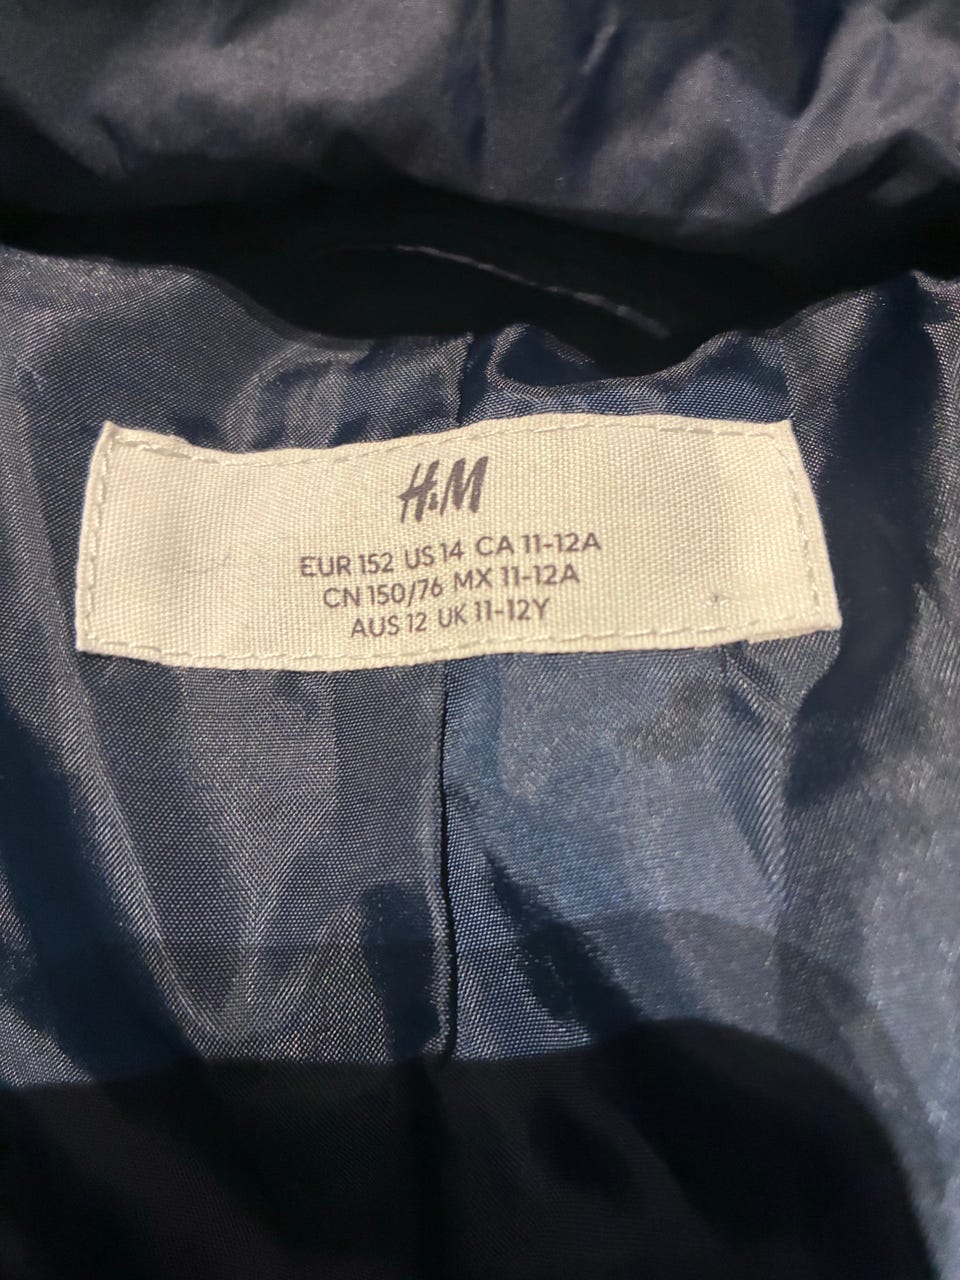 H&M
EUR 152 US 14 CA 11-12A
CN 150/76 MX 11-12A
AUS 12 UK 11-12Y